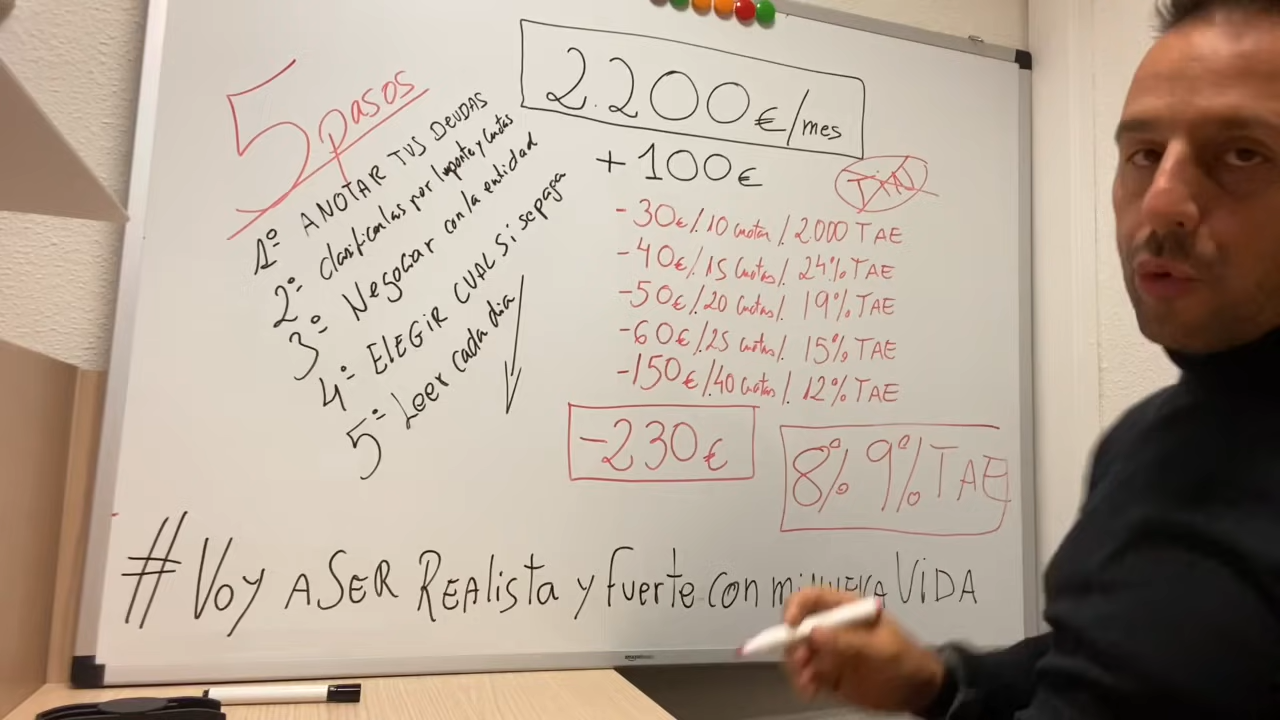 5 pasos
1º ANOTAR TUS DEUDAS
2º clasificarlas por Importe y Cuotas
3º Negociar con la entidad
4º ELEGIR CUAL Si se paga
5º Leer cada dia
2.200€/mes
+100€
TIN
-30€/10 cuotas/2000 TAE
-40€/15 cuotas/24% TAE
-50€/20 cuotas/19% TAE
-60€/25 cuotas/15% TAE
-150€/40 cuotas/12% TAE
-230€
8% 9% TAE
#VOY A SER REAlista y fuerte con mi NUEVA VIDA